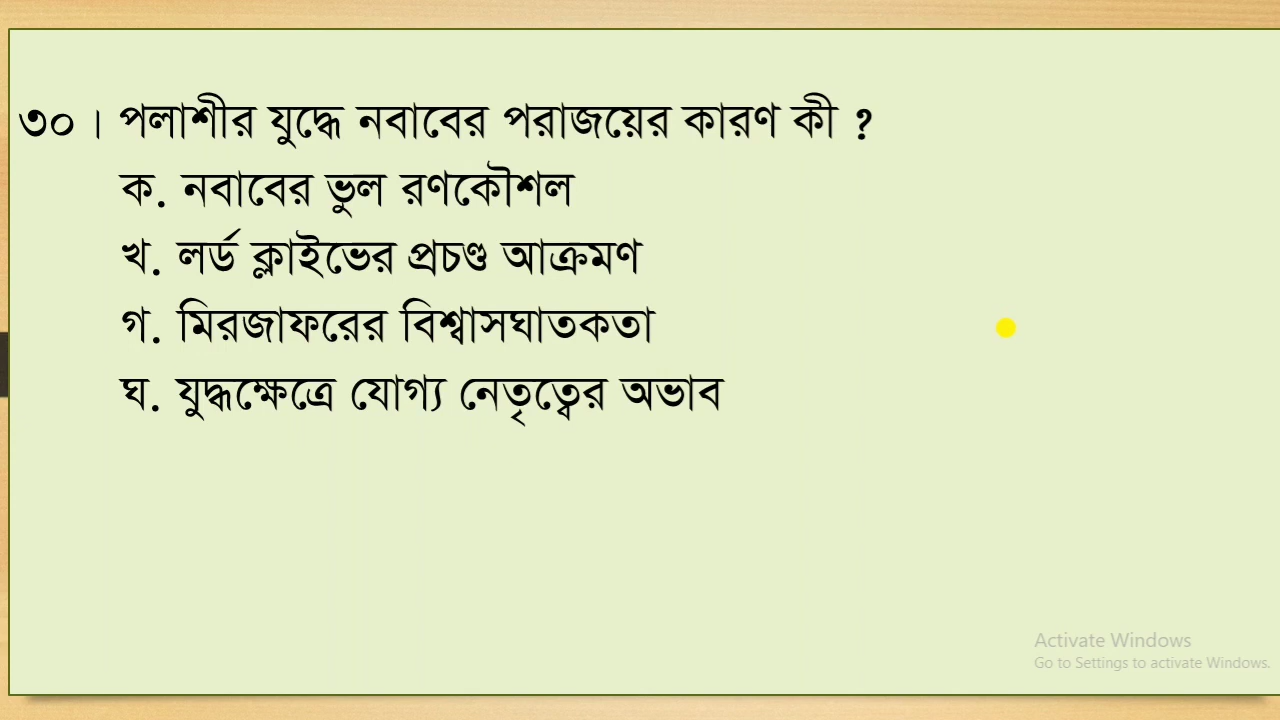 ৩০। পলাশীর যুদ্ধে নবাবের পরাজয়ের কারণ কী ?
ক. নবাবের ভুল রণকৌশল
খ. লর্ড ক্লাইভের প্রচণ্ড আক্রমণ
গ. মিরজাফরের বিশ্বাসঘাতকতা
ঘ. যুদ্ধক্ষেত্রে যোগ্য নেতৃত্বের অভাব
Activate Windows
Go to Settings to activate Windows.